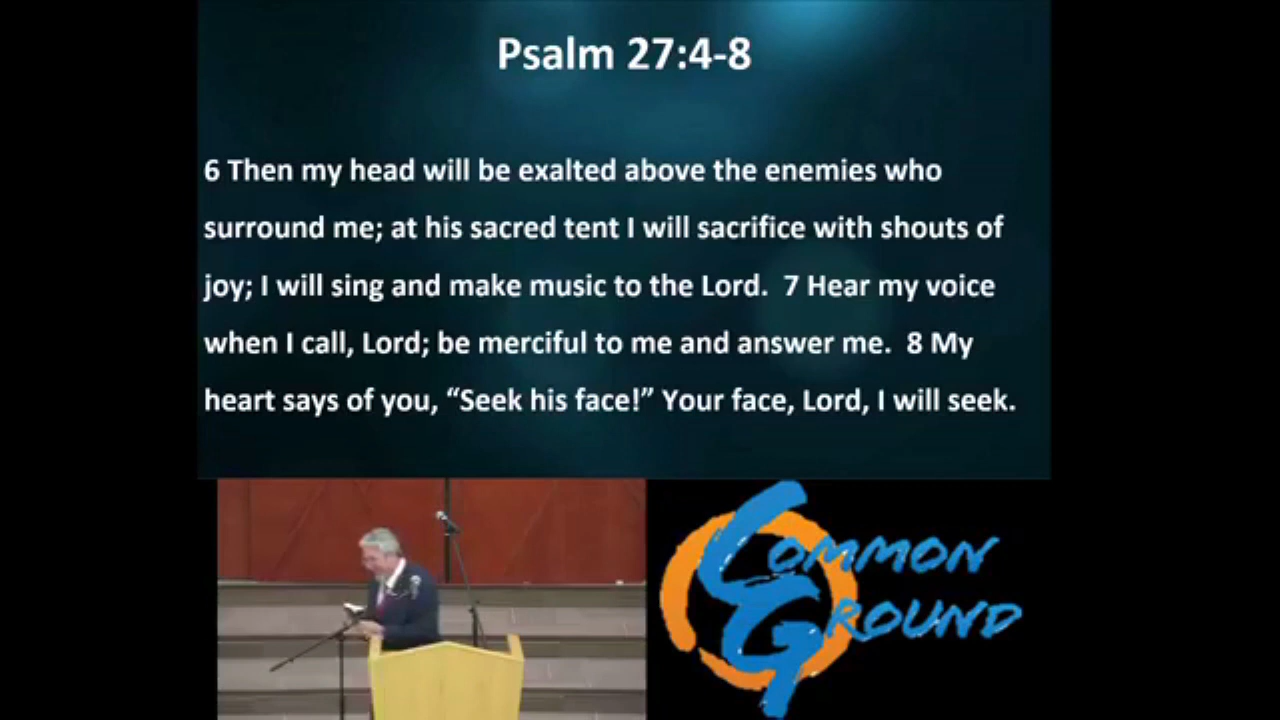 Psalm 27:4-8
6 Then my head will be exalted above the enemies who
surround me; at his sacred tent I will sacrifice with shouts of
joy; I will sing and make music to the Lord.  7 Hear my voice
when I call, Lord; be merciful to me and answer me.  8 My
heart says of you, “Seek his face!” Your face, Lord, I will seek.
COMMON
GROUND